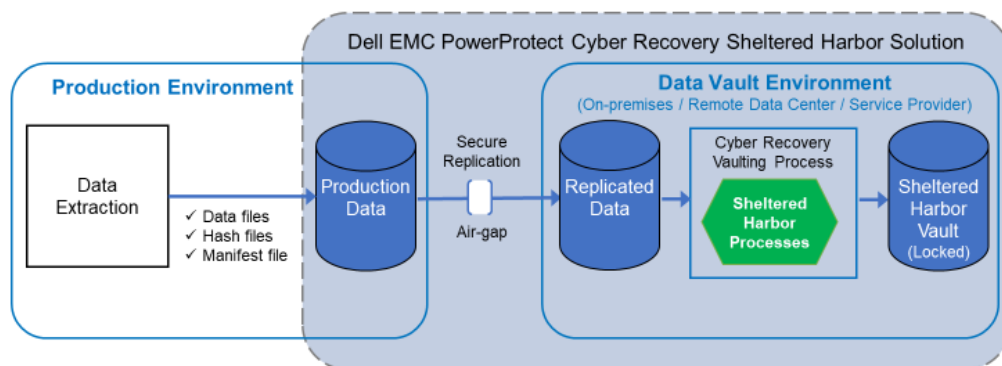 Dell EMC PowerProtect Cyber Recovery Sheltered Harbor Solution
Production Environment
Data
Extraction
✓ Data files
✓ Hash files
✓ Manifest file
Production
Data
Secure
Replication
Air-gap
Data Vault Environment
(On-premises / Remote Data Center / Service Provider)
Replicated
Data
Cyber Recovery
Vaulting Process
Sheltered
Harbor
Processes
Sheltered
Harbor
Vault
(Locked)